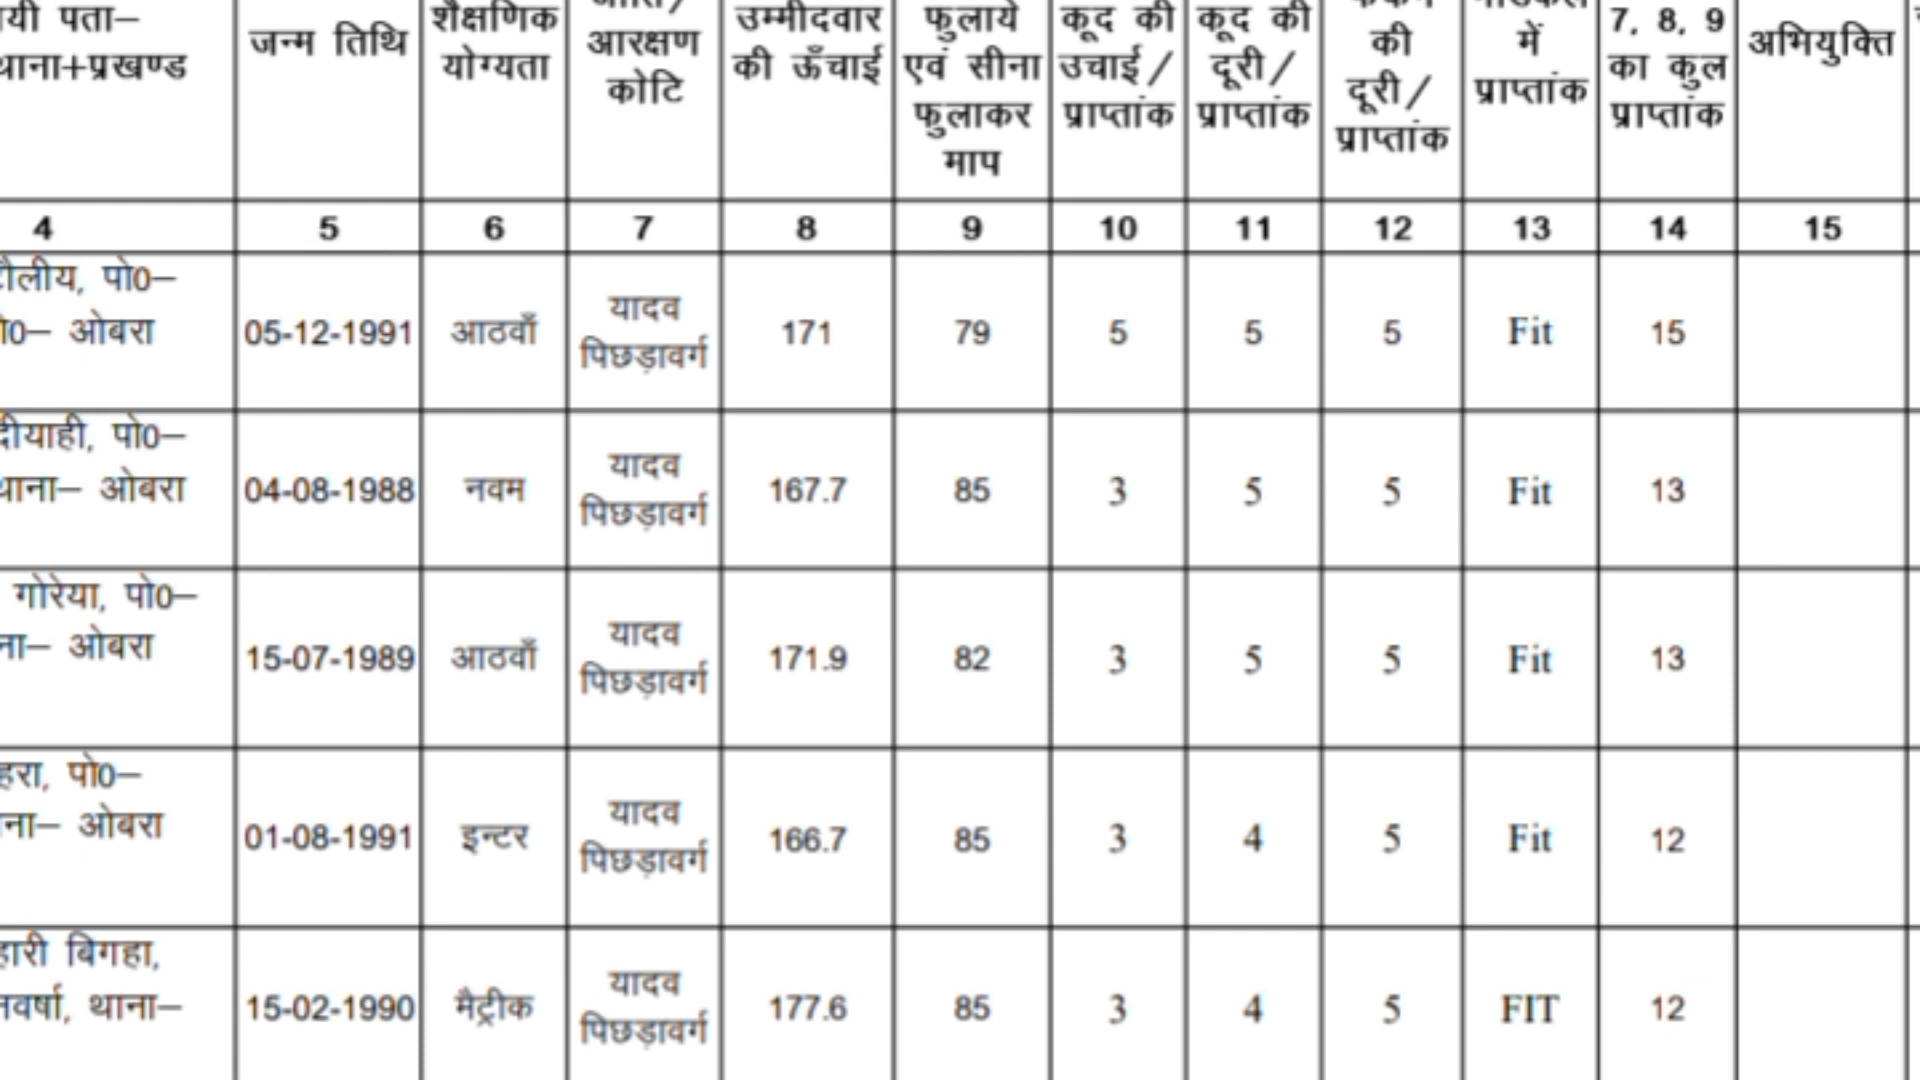 यी पता–
थाना+प्रखण्ड
जन्म तिथि
शैक्षणिक
योग्यता
आरक्षण
कोटि
उम्मीदवार
की ऊँचाई
फुलाये
एवं सीना
फुलाकर
माप
कूद की
उचाई/
प्राप्तांक
कूद की
दूरी/
प्राप्तांक
की
दूरी/
प्राप्तांक
में
प्राप्तांक
7, 8, 9
का कुल
प्राप्तांक
अभियुक्ति
4 5 6 7 8 9 10 11 12 13 14 15
टौलीय, पो0–
0– ओबरा
05-12-1991 आठवाँ यादव
पिछड़ावर्ग
171 79 5 5 5 Fit 15
दीयाही, पो0–
थाना– ओबरा
04-08-1988 नवम यादव
पिछड़ावर्ग
167.7 85 3 5 5 Fit 13
गोरेया, पो0–
ना– ओबरा
15-07-1989 आठवाँ यादव
पिछड़ावर्ग
171.9 82 3 5 5 Fit 13
हरा, पो0–
ना– ओबरा
01-08-1991 इन्टर यादव
पिछड़ावर्ग
166.7 85 3 4 5 Fit 12
हारी बिगहा,
नवर्षा, थाना–
15-02-1990 मैट्रीक यादव
पिछड़ावर्ग
177.6 85 3 4 5 FIT 12